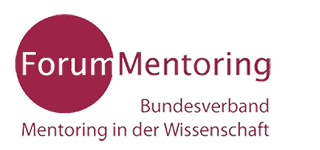 ForumMentoring
Bundesverband
Mentoring in der Wissenschaft